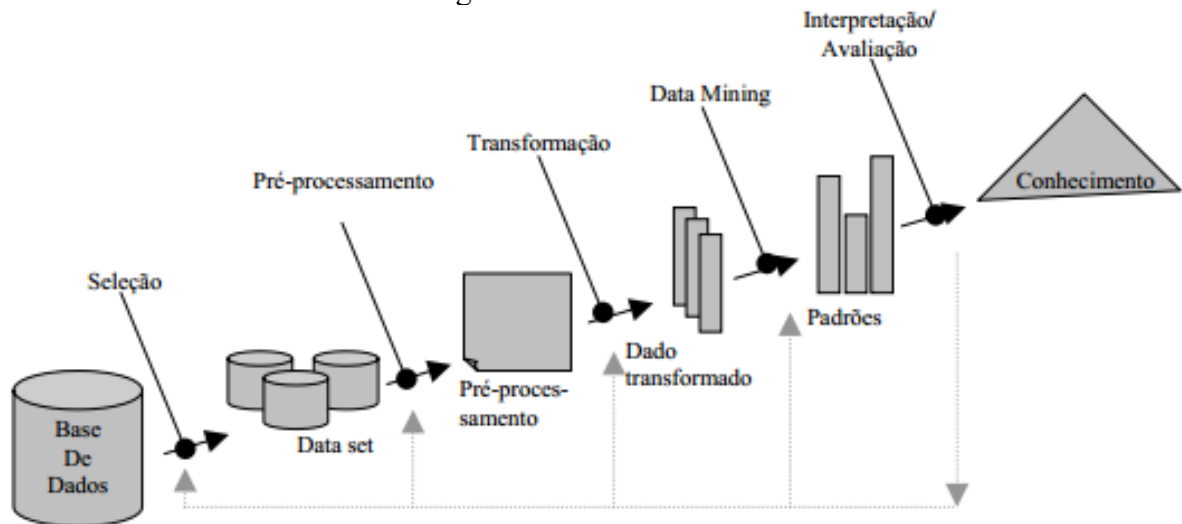 Interpretação/
Avaliação
Data Mining
Transformação
Pré-processamento
Seleção
Conhecimento
Padrões
Dado
transformado
Pré-proces-
samento
Data set
Base
De
Dados